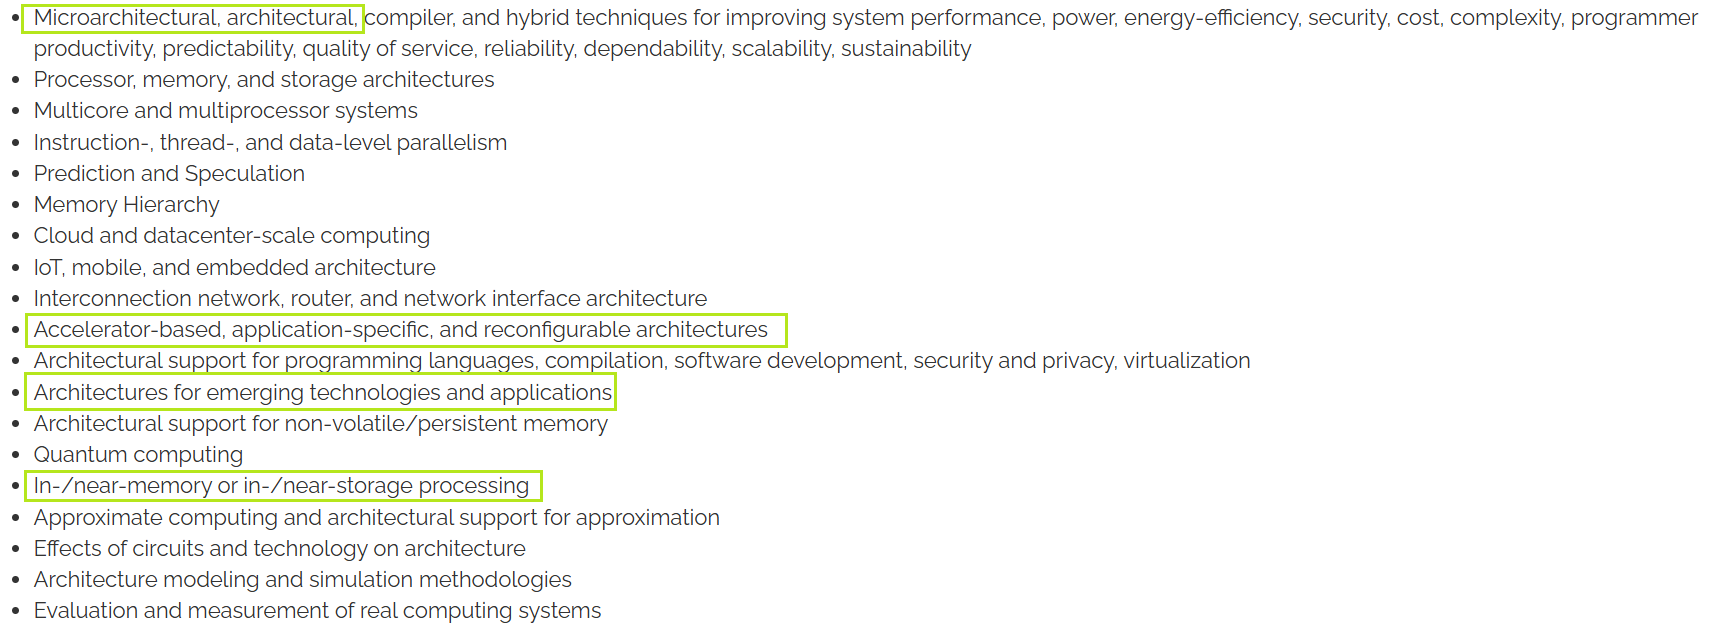 • Microarchitectural, architectural, compiler, and hybrid techniques for improving system performance, power, energy-efficiency, security, cost, complexity, programmer
productivity, predictability, quality of service, reliability, dependability, scalability, sustainability
• Processor, memory, and storage architectures
• Multicore and multiprocessor systems
• Instruction-, thread-, and data-level parallelism
• Prediction and Speculation
• Memory Hierarchy
• Cloud and datacenter-scale computing
• IoT, mobile, and embedded architecture
• Interconnection network, router, and network interface architecture
• Accelerator-based, application-specific, and reconfigurable architectures
• Architectural support for programming languages, compilation, software development, security and privacy, virtualization
• Architectures for emerging technologies and applications
• Architectural support for non-volatile/persistent memory
• Quantum computing
• In-/near-memory or in-/near-storage processing
• Approximate computing and architectural support for approximation
• Effects of circuits and technology on architecture
• Architecture modeling and simulation methodologies
• Evaluation and measurement of real computing systems